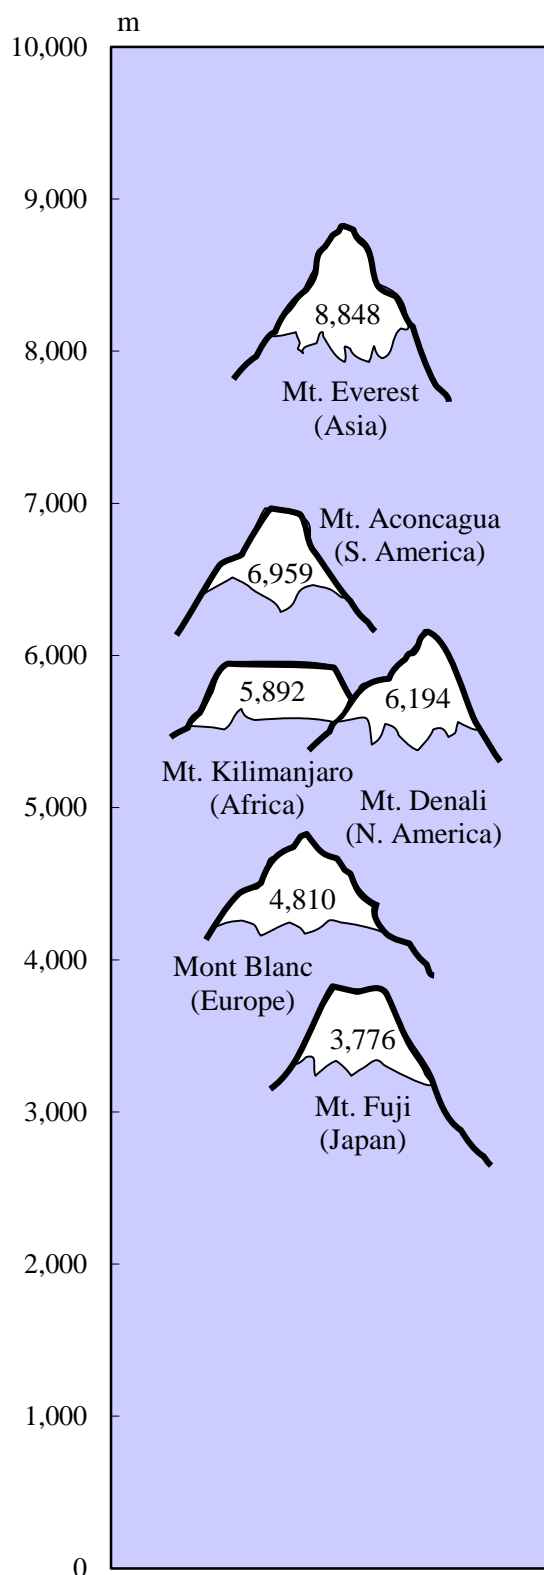 m
10,000
9,000
8,848
8,000
Mt. Everest
(Asia)
7,000
Mt. Aconcagua
(S. America)
6,959
6,000
5,892
6,194
Mt. Kilimanjaro
(Africa)
5,000
Mt. Denali
(N. America)
4,810
4,000
Mont Blanc
(Europe)
3,776
3,000
Mt. Fuji
(Japan)
2,000
1,000
0